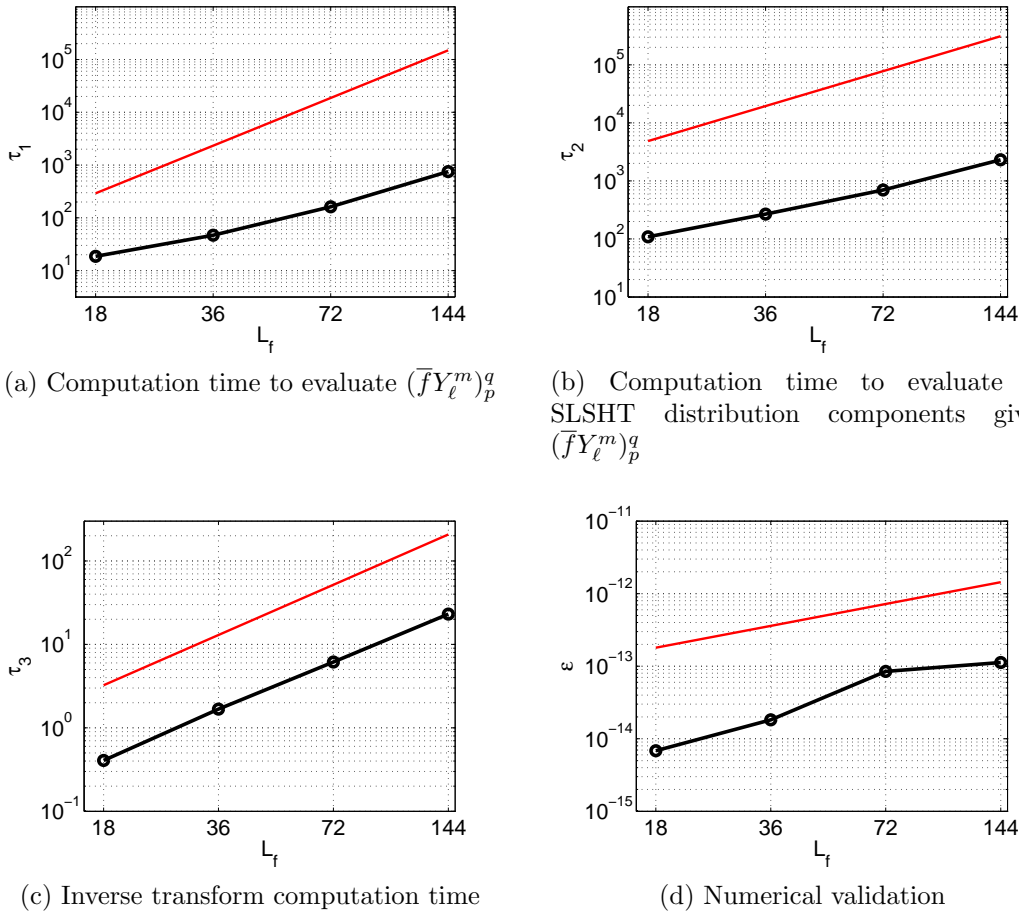 10^5
10^4
10^3
10^2
10^1
τ_1
18 36 72 144
L_f
(a) Computation time to evaluate (\overline{f}Y_ℓ^m)_p^q
10^5
10^4
10^3
10^2
10^1
τ_2
18 36 72 144
L_f
(b) Computation time to evaluate
SLSHT distribution components giv
(\overline{f}Y_ℓ^m)_p^q
10^2
10^1
10^0
10^-1
τ_3
18 36 72 144
L_f
(c) Inverse transform computation time
10^-11
10^-12
10^-13
10^-14
10^-15
ε
18 36 72 144
L_f
(d) Numerical validation